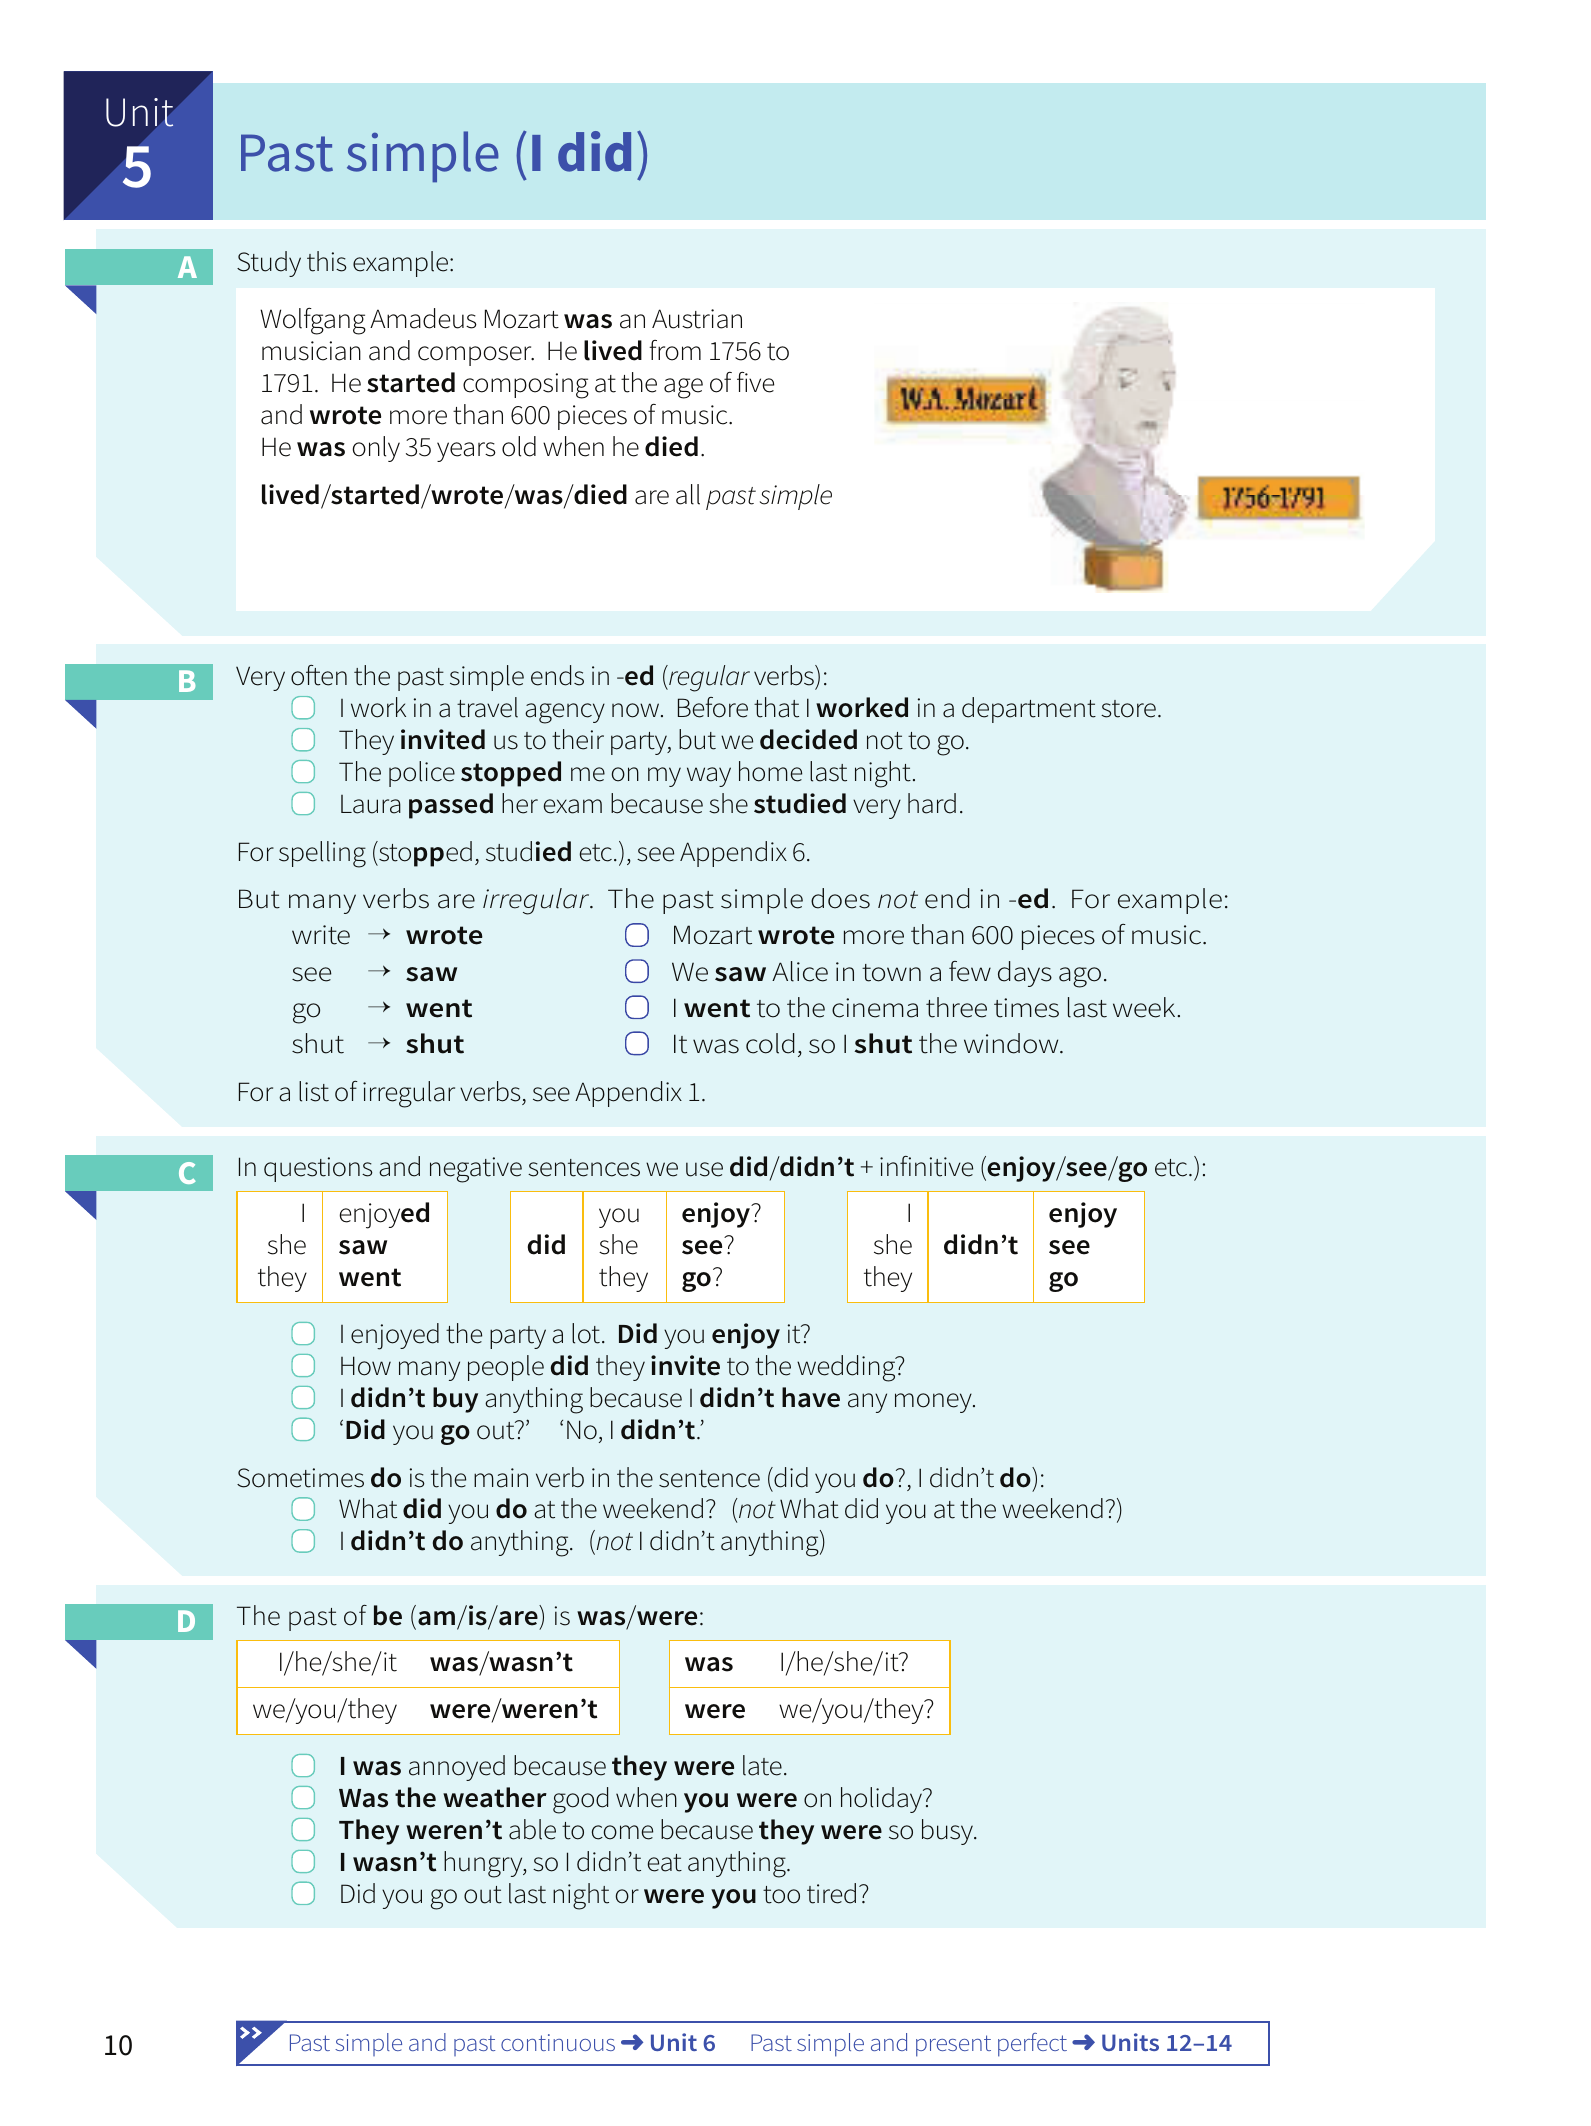 Unit
5
Past simple (I did)
A
Study this example:
Wolfgang Amadeus Mozart was an Austrian
musician and composer. He lived from 1756 to
1791. He started composing at the age of five
and wrote more than 600 pieces of music.
He was only 35 years old when he died.
lived/started/wrote/was/died are all past simple
W.A. Mozart
1756-1791
B
Very often the past simple ends in -ed (regular verbs):
I work in a travel agency now. Before that I worked in a department store.
They invited us to their party, but we decided not to go.
The police stopped me on my way home last night.
Laura passed her exam because she studied very hard.
For spelling (stopped, studied etc.), see Appendix 6.
But many verbs are irregular. The past simple does not end in -ed. For example:
write → wrote Mozart wrote more than 600 pieces of music.
see → saw We saw Alice in town a few days ago.
go → went I went to the cinema three times last week.
shut → shut It was cold, so I shut the window.
For a list of irregular verbs, see Appendix 1.
C
In questions and negative sentences we use did/didn’t + infinitive (enjoy/see/go etc.):
I enjoyed you enjoy? I enjoy
she saw did she see? she didn’t see
they went they go? they go
I enjoyed the party a lot. Did you enjoy it?
How many people did they invite to the wedding?
I didn’t buy anything because I didn’t have any money.
‘Did you go out?’ ‘No, I didn’t.’
Sometimes do is the main verb in the sentence (did you do?, I didn’t do):
What did you do at the weekend? (not What did you at the weekend?)
I didn’t do anything. (not I didn’t anything)
D
The past of be (am/is/are) is was/were:
I/he/she/it was/wasn’t was I/he/she/it?
we/you/they were/weren’t were we/you/they?
I was annoyed because they were late.
Was the weather good when you were on holiday?
They weren’t able to come because they were so busy.
I wasn’t hungry, so I didn’t eat anything.
Did you go out last night or were you too tired?
10
>> Past simple and past continuous ➜ Unit 6 Past simple and present perfect ➜ Units 12–14